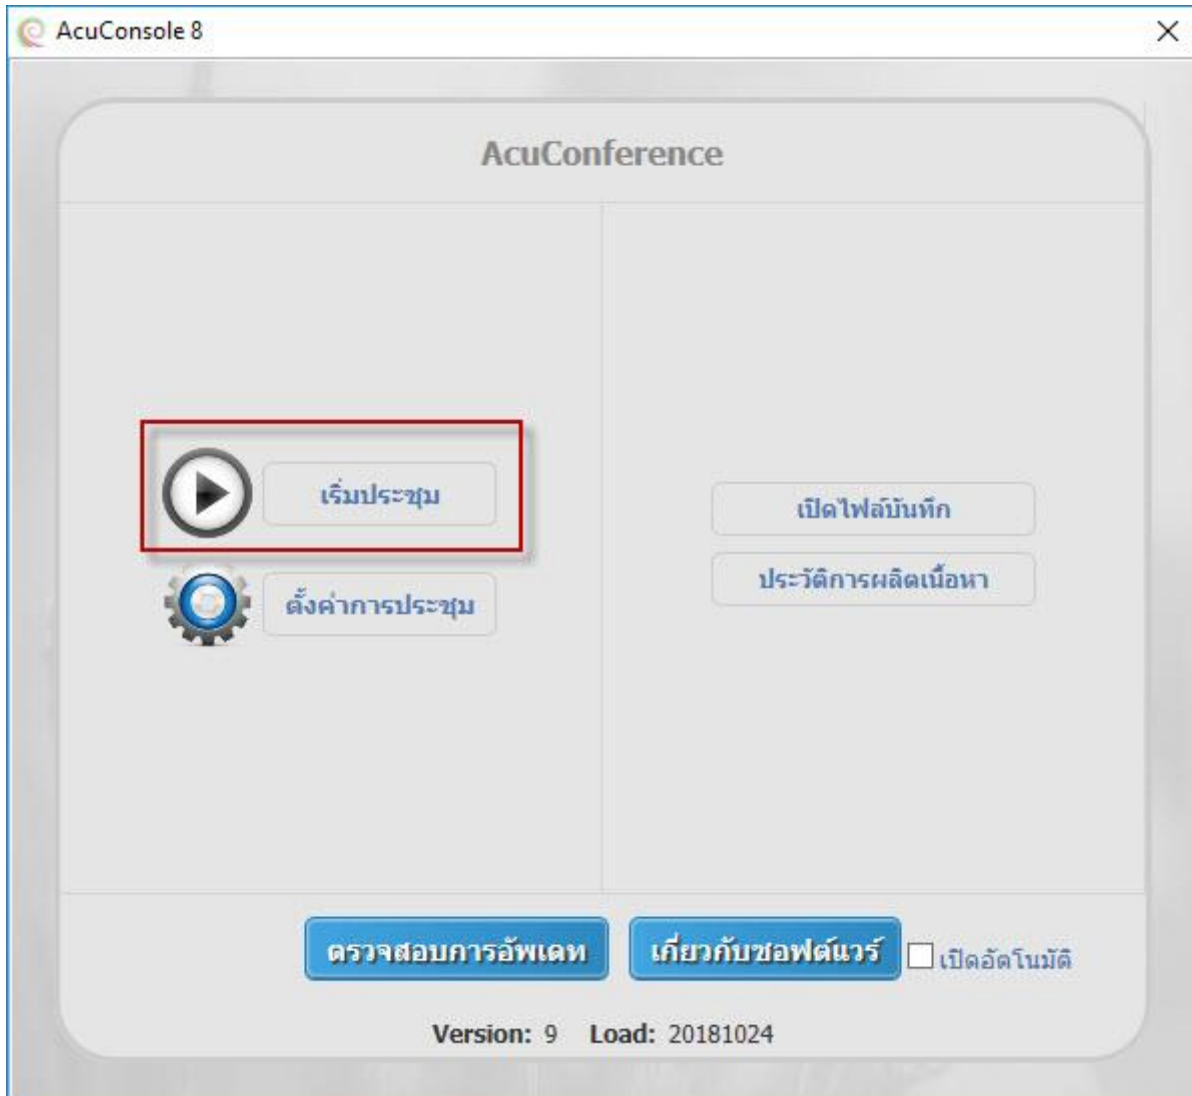 AcuConsole 8
AcuConference
เริ่มประชุม
ตั้งค่าการประชุม
เปิดไฟล์บันทึก
ประวัติการผลิตเนื้อหา
ตรวจสอบการอัพเดท
เกี่ยวกับซอฟต์แวร์
เปิดอัตโนมัติ
Version: 9 Load: 20181024